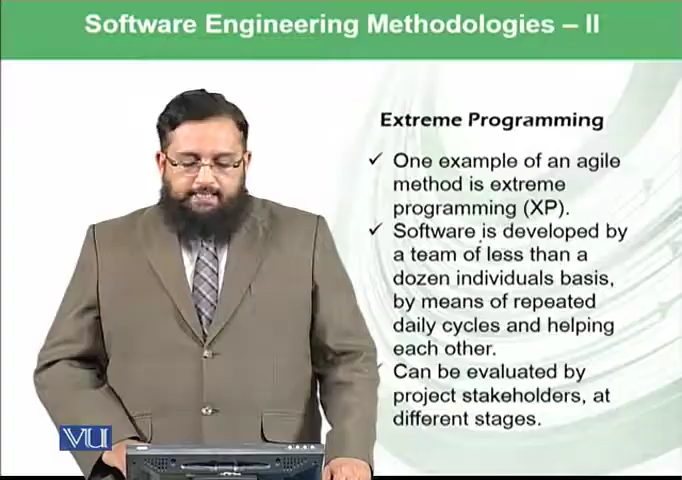 Software Engineering Methodologies – II
Extreme Programming
✓ One example of an agile
method is extreme
programming (XP).
✓ Software is developed by
a team of less than a
dozen individuals basis,
by means of repeated
daily cycles and helping
each other.
✓ Can be evaluated by
project stakeholders, at
different stages.
VU